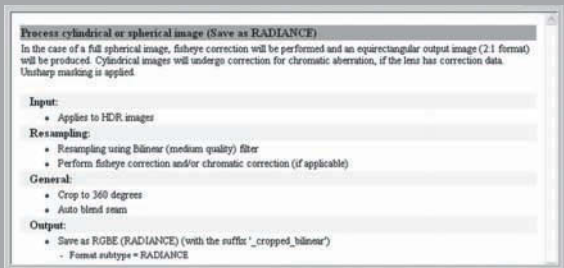 Process cylindrical or spherical image (Save as RADIANCE)
In the case of a full spherical image, fisheye correction will be performed and an equirectangular output image (2:1 format)
will be produced. Cylindrical images will undergo correction for chromatic aberration, if the lens has correction data.
Unsharp masking is applied.
Input:
• Applies to HDR images
Resampling:
• Resampling using Bilinear (medium quality) filter
• Perform fisheye correction and/or chromatic correction (if applicable)
General:
• Crop to 360 degrees
• Auto blend seam
Output:
• Save as RGBE (RADIANCE) (with the suffix '_cropped_bilinear')
- Format subtype = RADIANCE